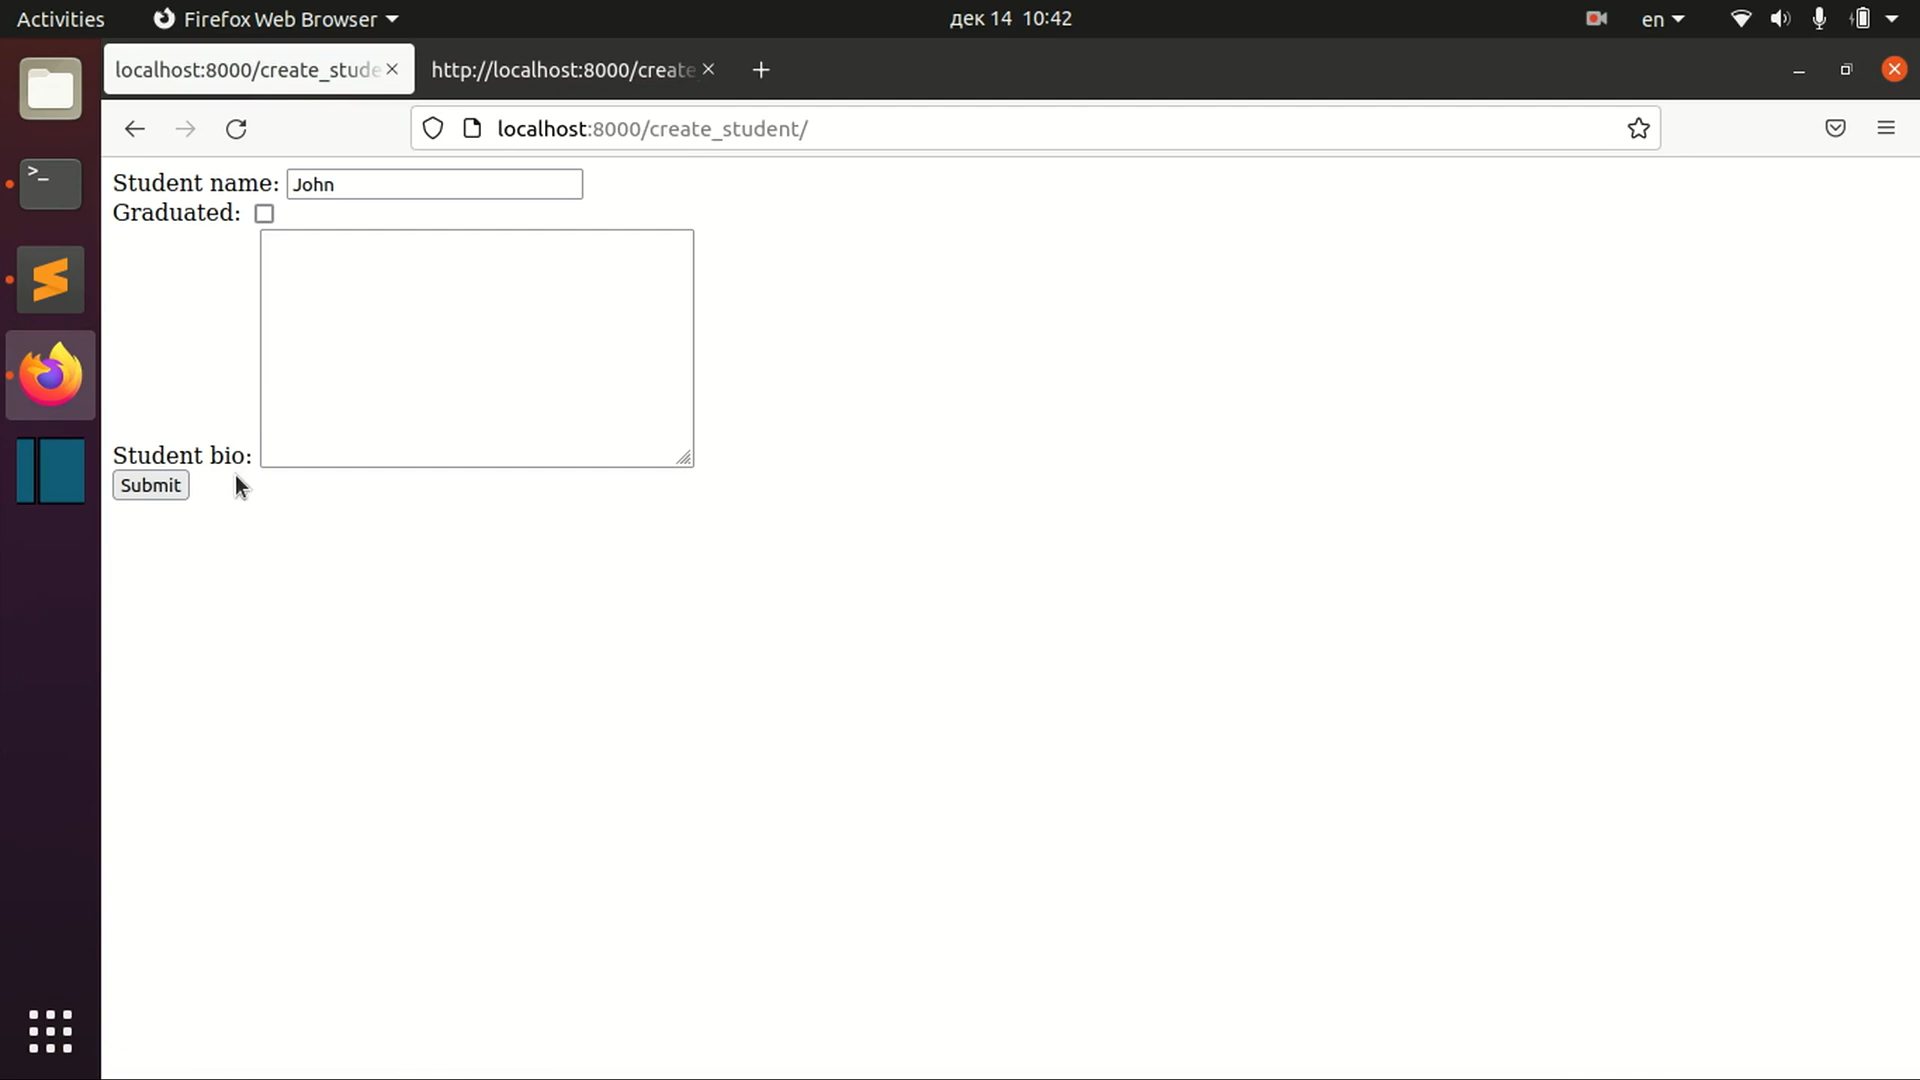 Activities
Firefox Web Browser
дек 14 10:42
en
localhost:8000/create_stude
http://localhost:8000/create
localhost:8000/create_student/
Student name: John
Graduated:
Student bio:
Submit